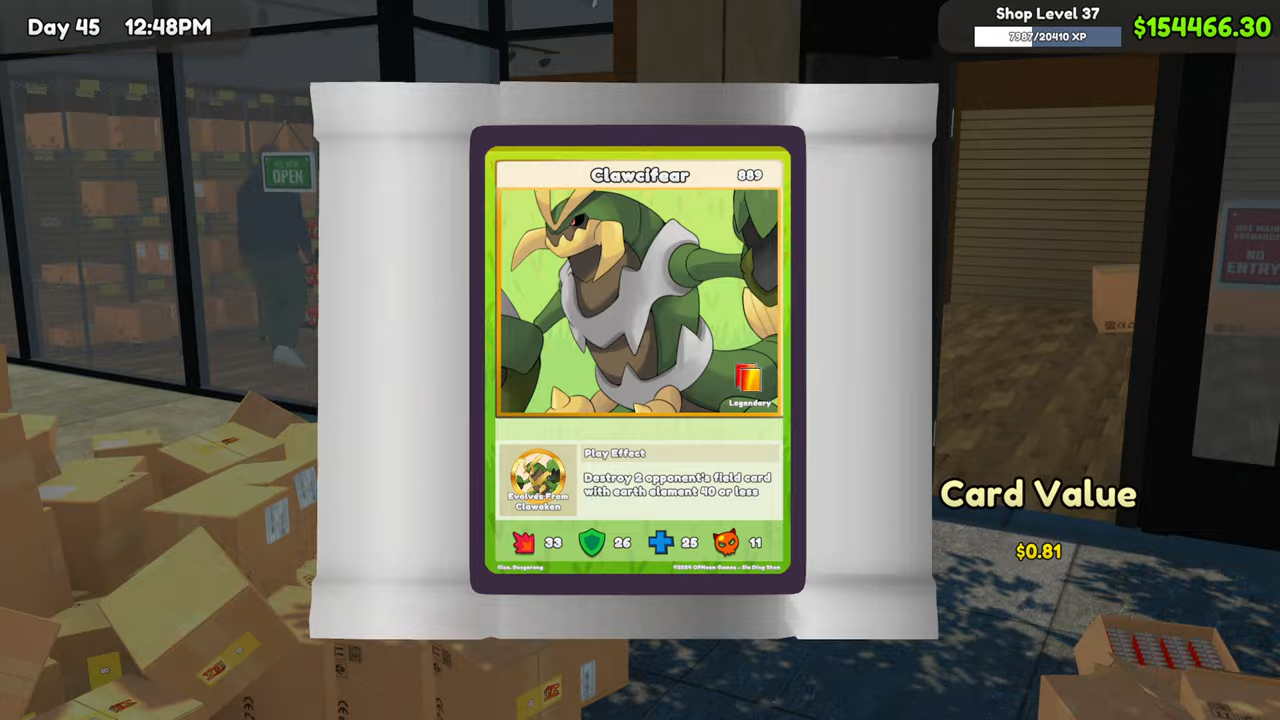 Day 45 12:48PM
Shop Level 37
7987/20410 XP
$154466.30
OPEN
NO
ENTRY
Clawcifear 889
Legendary
Play Effect
Destroy 2 opponent's field card
with earth element 40 or less
Evolves From
Clawaken
33 26 25 11
Card Value
$0.81